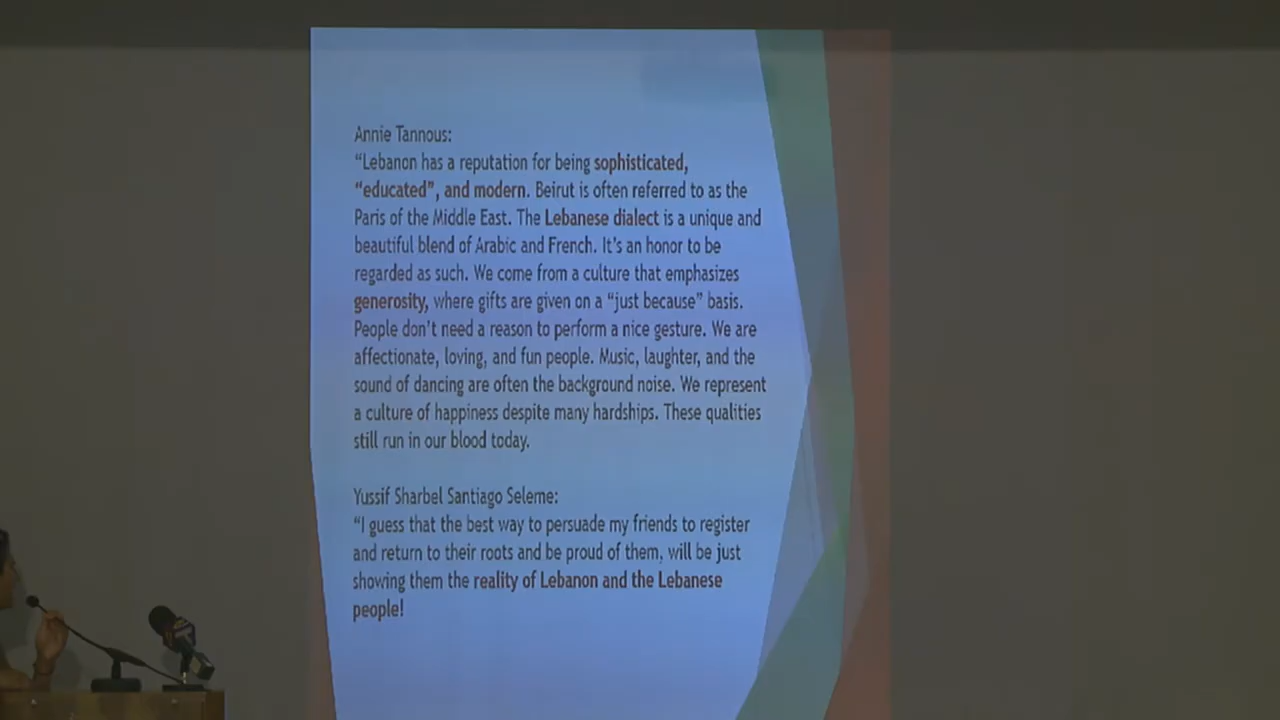 Annie Tannous:
“Lebanon has a reputation for being sophisticated,
“educated”, and modern. Beirut is often referred to as the
Paris of the Middle East. The Lebanese dialect is a unique and
beautiful blend of Arabic and French. It’s an honor to be
regarded as such. We come from a culture that emphasizes
generosity, where gifts are given on a “just because” basis.
People don’t need a reason to perform a nice gesture. We are
affectionate, loving, and fun people. Music, laughter, and the
sound of dancing are often the background noise. We represent
a culture of happiness despite many hardships. These qualities
still run in our blood today.
Yussif Sharbel Santiago Seleme:
“I guess that the best way to persuade my friends to register
and return to their roots and be proud of them, will be just
showing them the reality of Lebanon and the Lebanese
people!